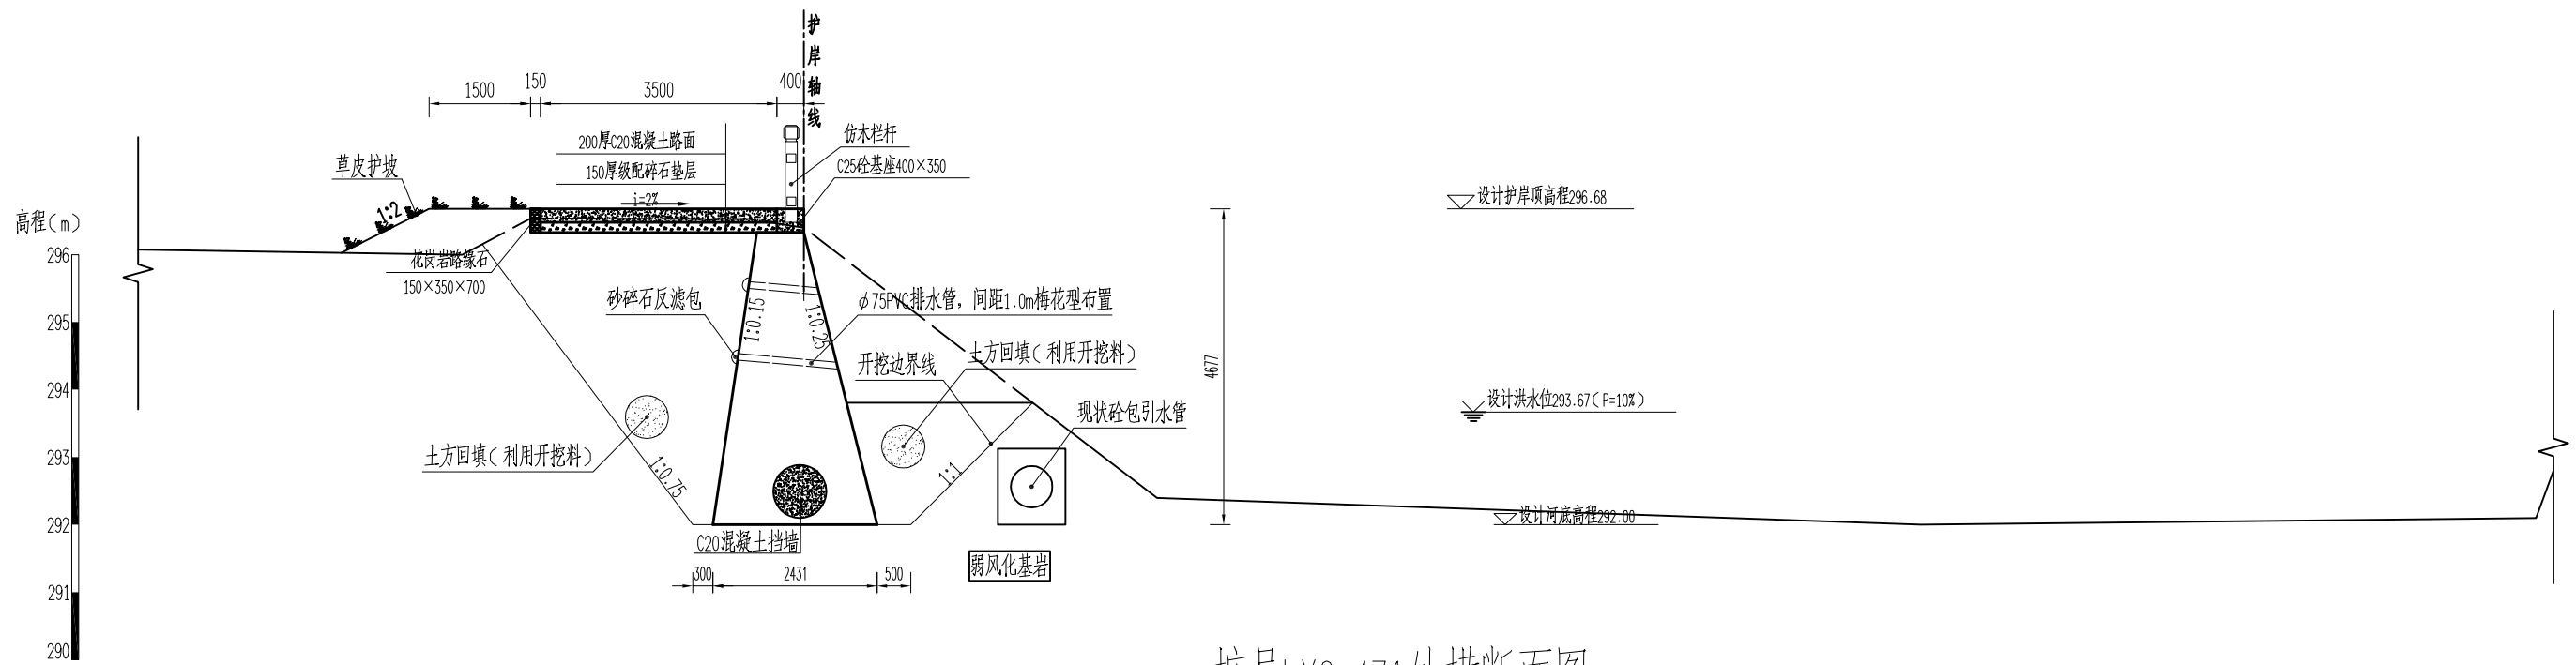 护岸轴线
1500
150
3500
400
200厚C20混凝土路面
150厚级配碎石垫层
i=2%
仿木栏杆
C25砼基座400×350
草皮护坡
1:2
设计护岸顶高程296.68
高程(m)
296
295
294
293
292
291
290
花岗岩路缘石
150×350×700
砂碎石反滤包
1:0.15
1:0.25
φ75PVC排水管，间距1.0m梅花型布置
开挖边界线
土方回填(利用开挖料)
4677
设计洪水位293.67(P=10%)
现状砼包引水管
土方回填(利用开挖料)
1:0.75
1:1
设计河底高程292.00
C20混凝土挡墙
弱风化基岩
300
2431
500